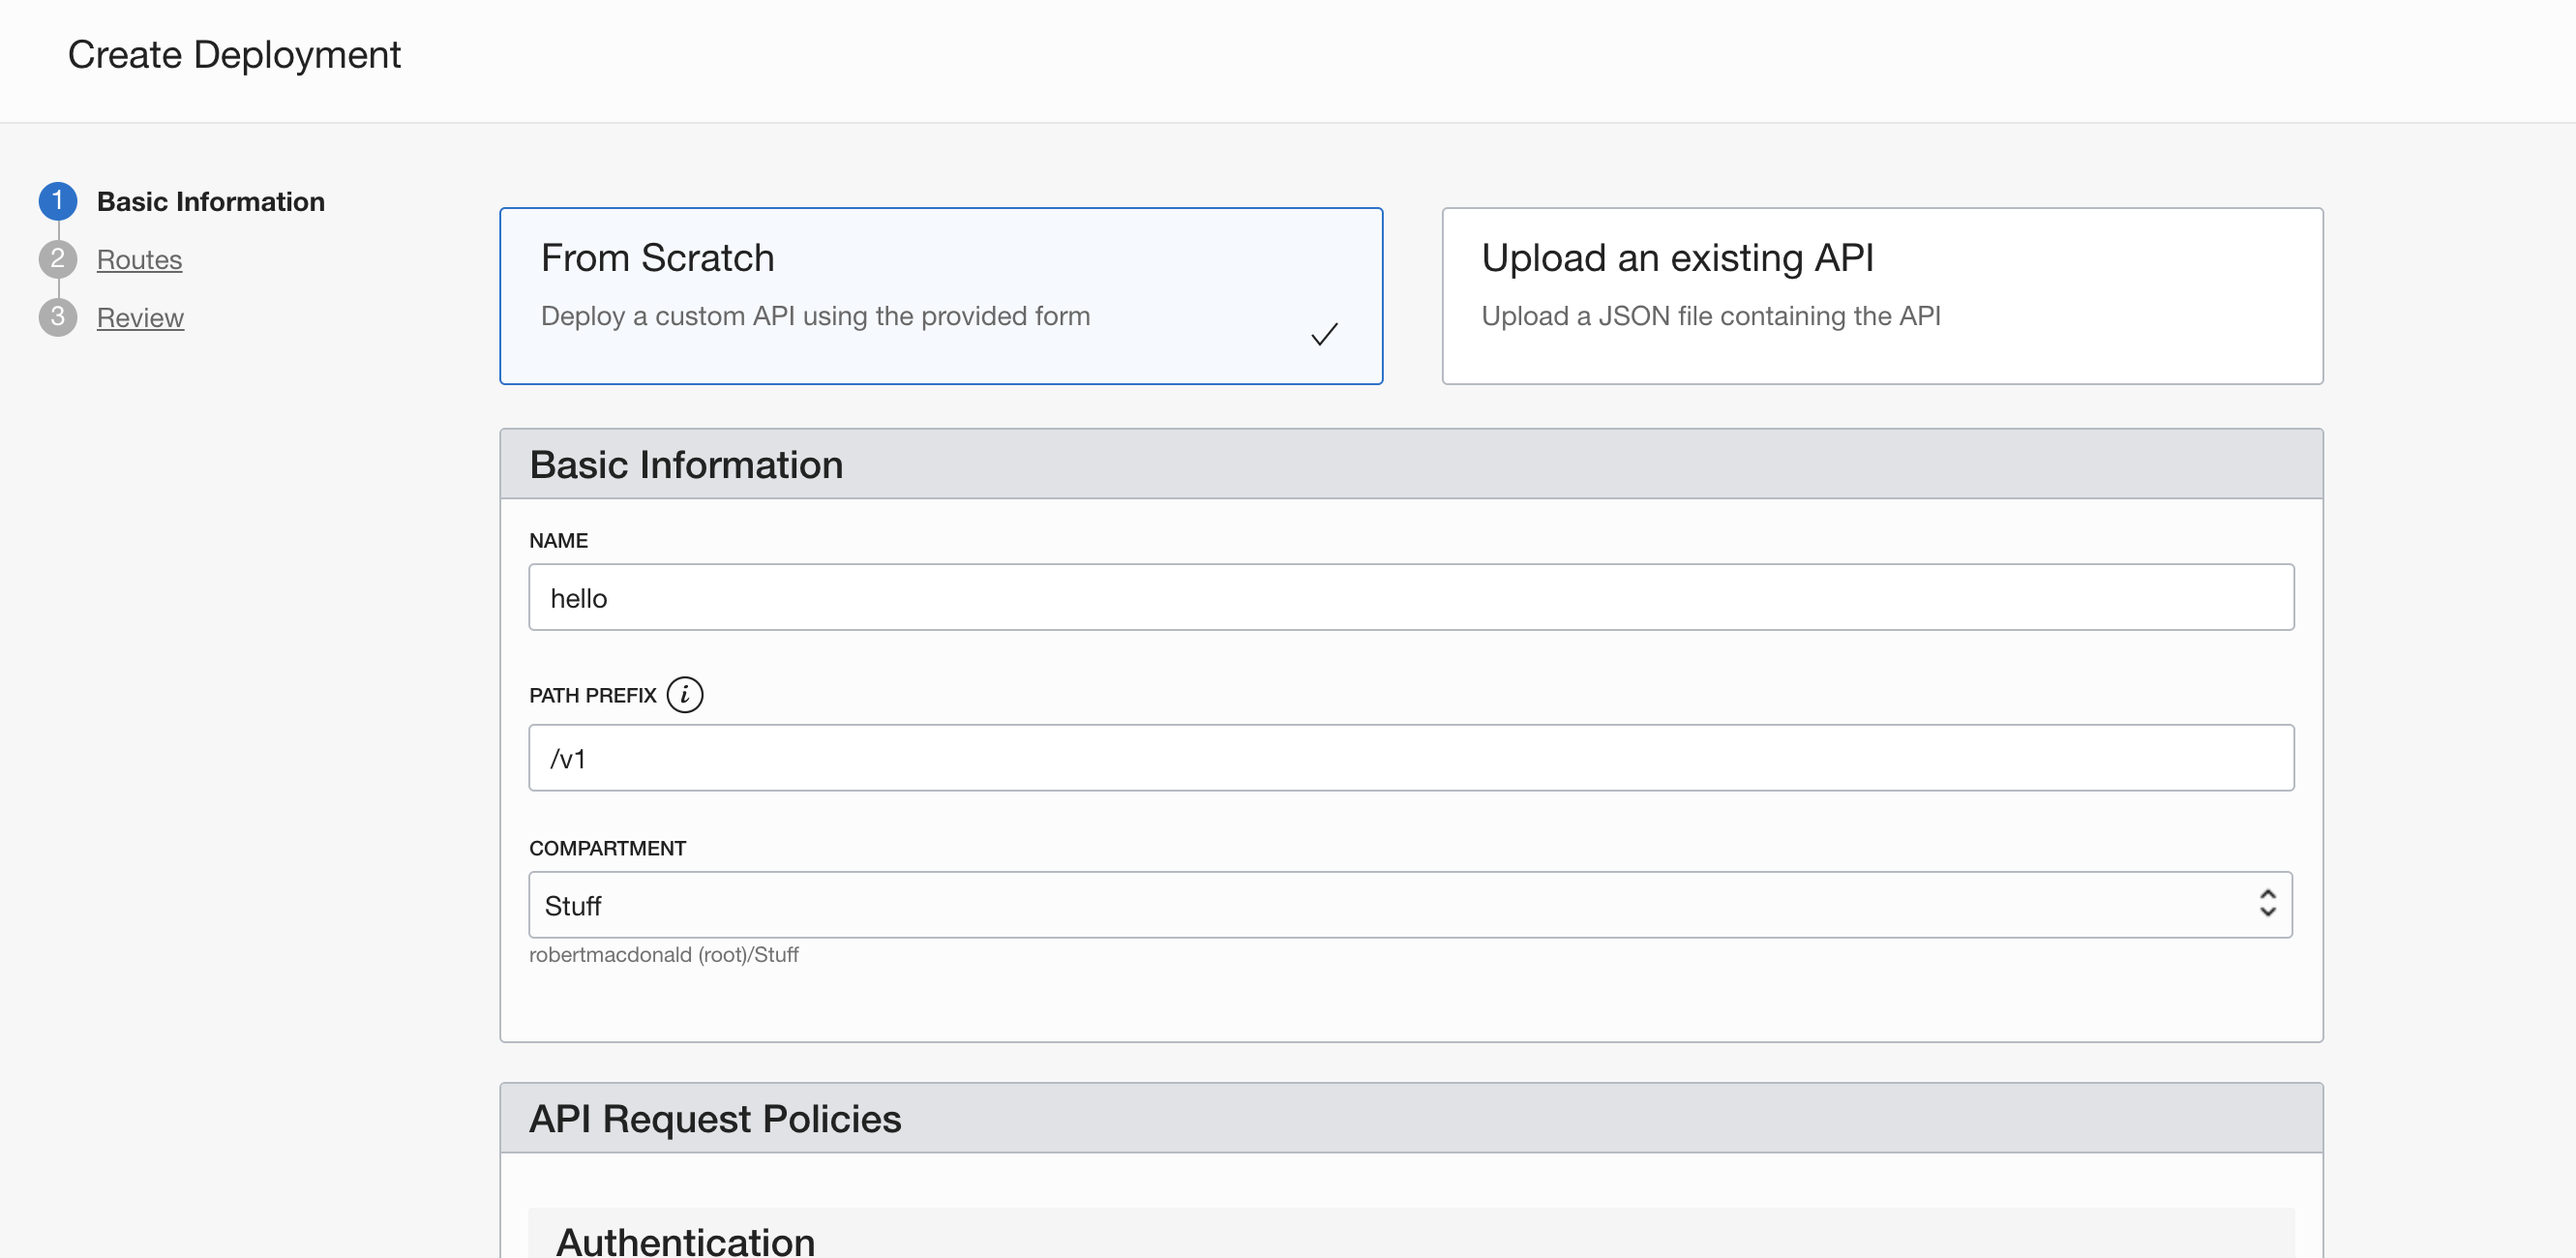 Create Deployment
1 Basic Information
2 Routes
3 Review
From Scratch
Deploy a custom API using the provided form
Upload an existing API
Upload a JSON file containing the API
Basic Information
NAME
hello
PATH PREFIX i
/v1
COMPARTMENT
Stuff
robertmacdonald (root)/Stuff
API Request Policies
Authentication